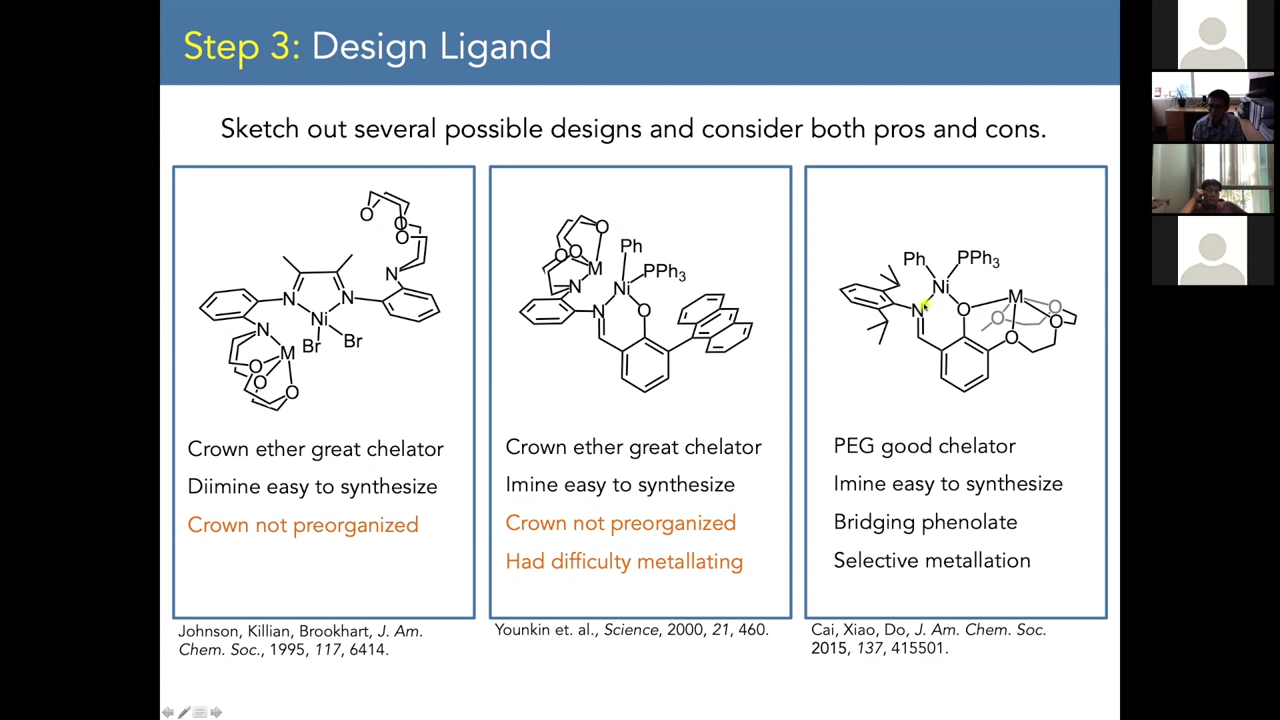 Step 3: Design Ligand
Sketch out several possible designs and consider both pros and cons.
O
O
O
N
N
N
Ni
Br
Br
N
M
O
O
O
Crown ether great chelator
Diimine easy to synthesize
Crown not preorganized
Johnson, Killian, Brookhart, J. Am.
Chem. Soc., 1995, 117, 6414.
O
O
O
M
N
Ph
PPh3
Ni
N
O
Crown ether great chelator
Imine easy to synthesize
Crown not preorganized
Had difficulty metallating
Younkin et. al., Science, 2000, 21, 460.
Ph
PPh3
Ni
N
O
M
O
O
O
O
PEG good chelator
Imine easy to synthesize
Bridging phenolate
Selective metallation
Cai, Xiao, Do, J. Am. Chem. Soc.
2015, 137, 415501.